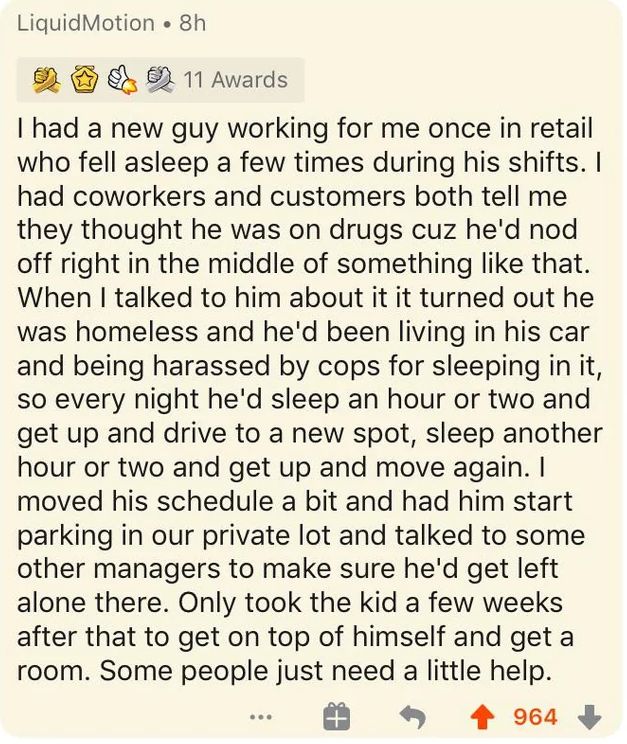 LiquidMotion • 8h
11 Awards
I had a new guy working for me once in retail
who fell asleep a few times during his shifts. I
had coworkers and customers both tell me
they thought he was on drugs cuz he'd nod
off right in the middle of something like that.
When I talked to him about it it turned out he
was homeless and he'd been living in his car
and being harassed by cops for sleeping in it,
so every night he'd sleep an hour or two and
get up and drive to a new spot, sleep another
hour or two and get up and move again. I
moved his schedule a bit and had him start
parking in our private lot and talked to some
other managers to make sure he'd get left
alone there. Only took the kid a few weeks
after that to get on top of himself and get a
room. Some people just need a little help.
964